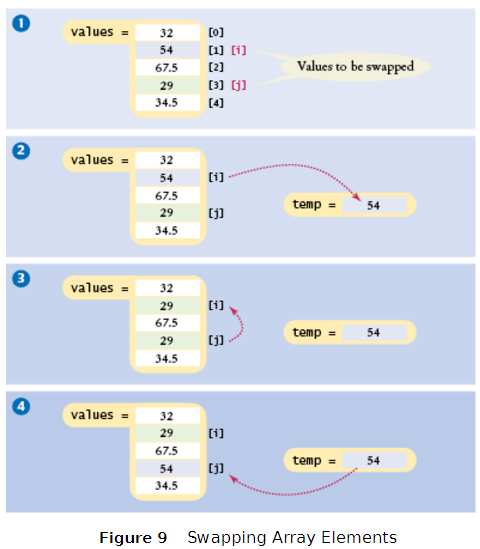 1
values = 32 [0]
54 [1] [i]
67.5 [2]
29 [3] [j]
34.5 [4]
Values to be swapped
2
values = 32
54 [i]
67.5
29 [j]
34.5
temp = 54
3
values = 32
29 [i]
67.5
29 [j]
34.5
temp = 54
4
values = 32
29 [i]
67.5
54 [j]
34.5
temp = 54
Figure 9 Swapping Array Elements